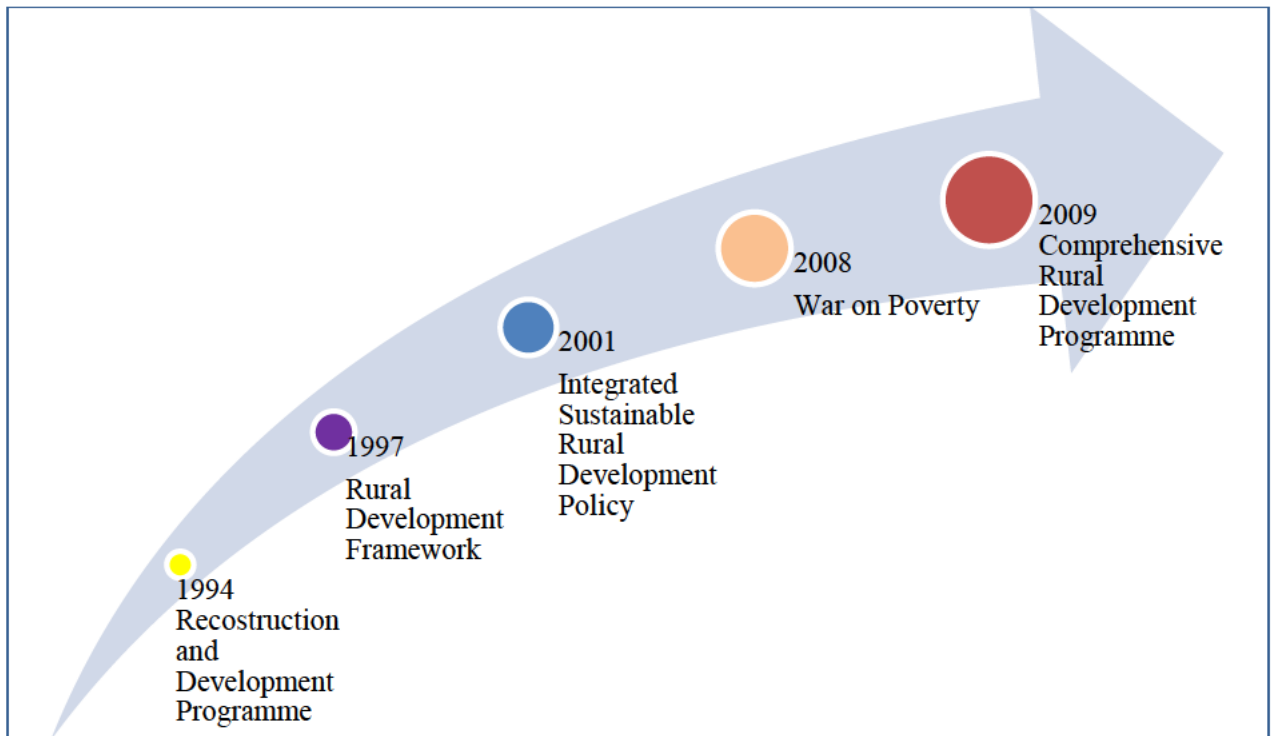 1994
Recostruction
and
Development
Programme
1997
Rural
Development
Framework
2001
Integrated
Sustainable
Rural
Development
Policy
2008
War on Poverty
2009
Comprehensive
Rural
Development
Programme